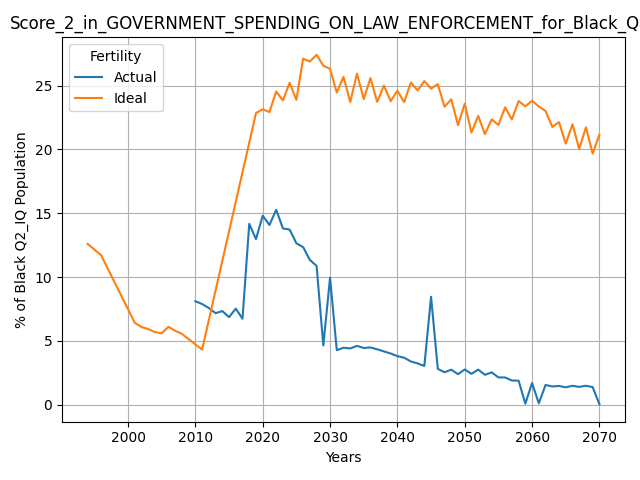 Score_2_in_GOVERNMENT_SPENDING_ON_LAW_ENFORCEMENT_for_Black_Q
Fertility
Actual
Ideal
% of Black Q2_IQ Population
25
20
15
10
5
0
2000 2010 2020 2030 2040 2050 2060 2070
Years